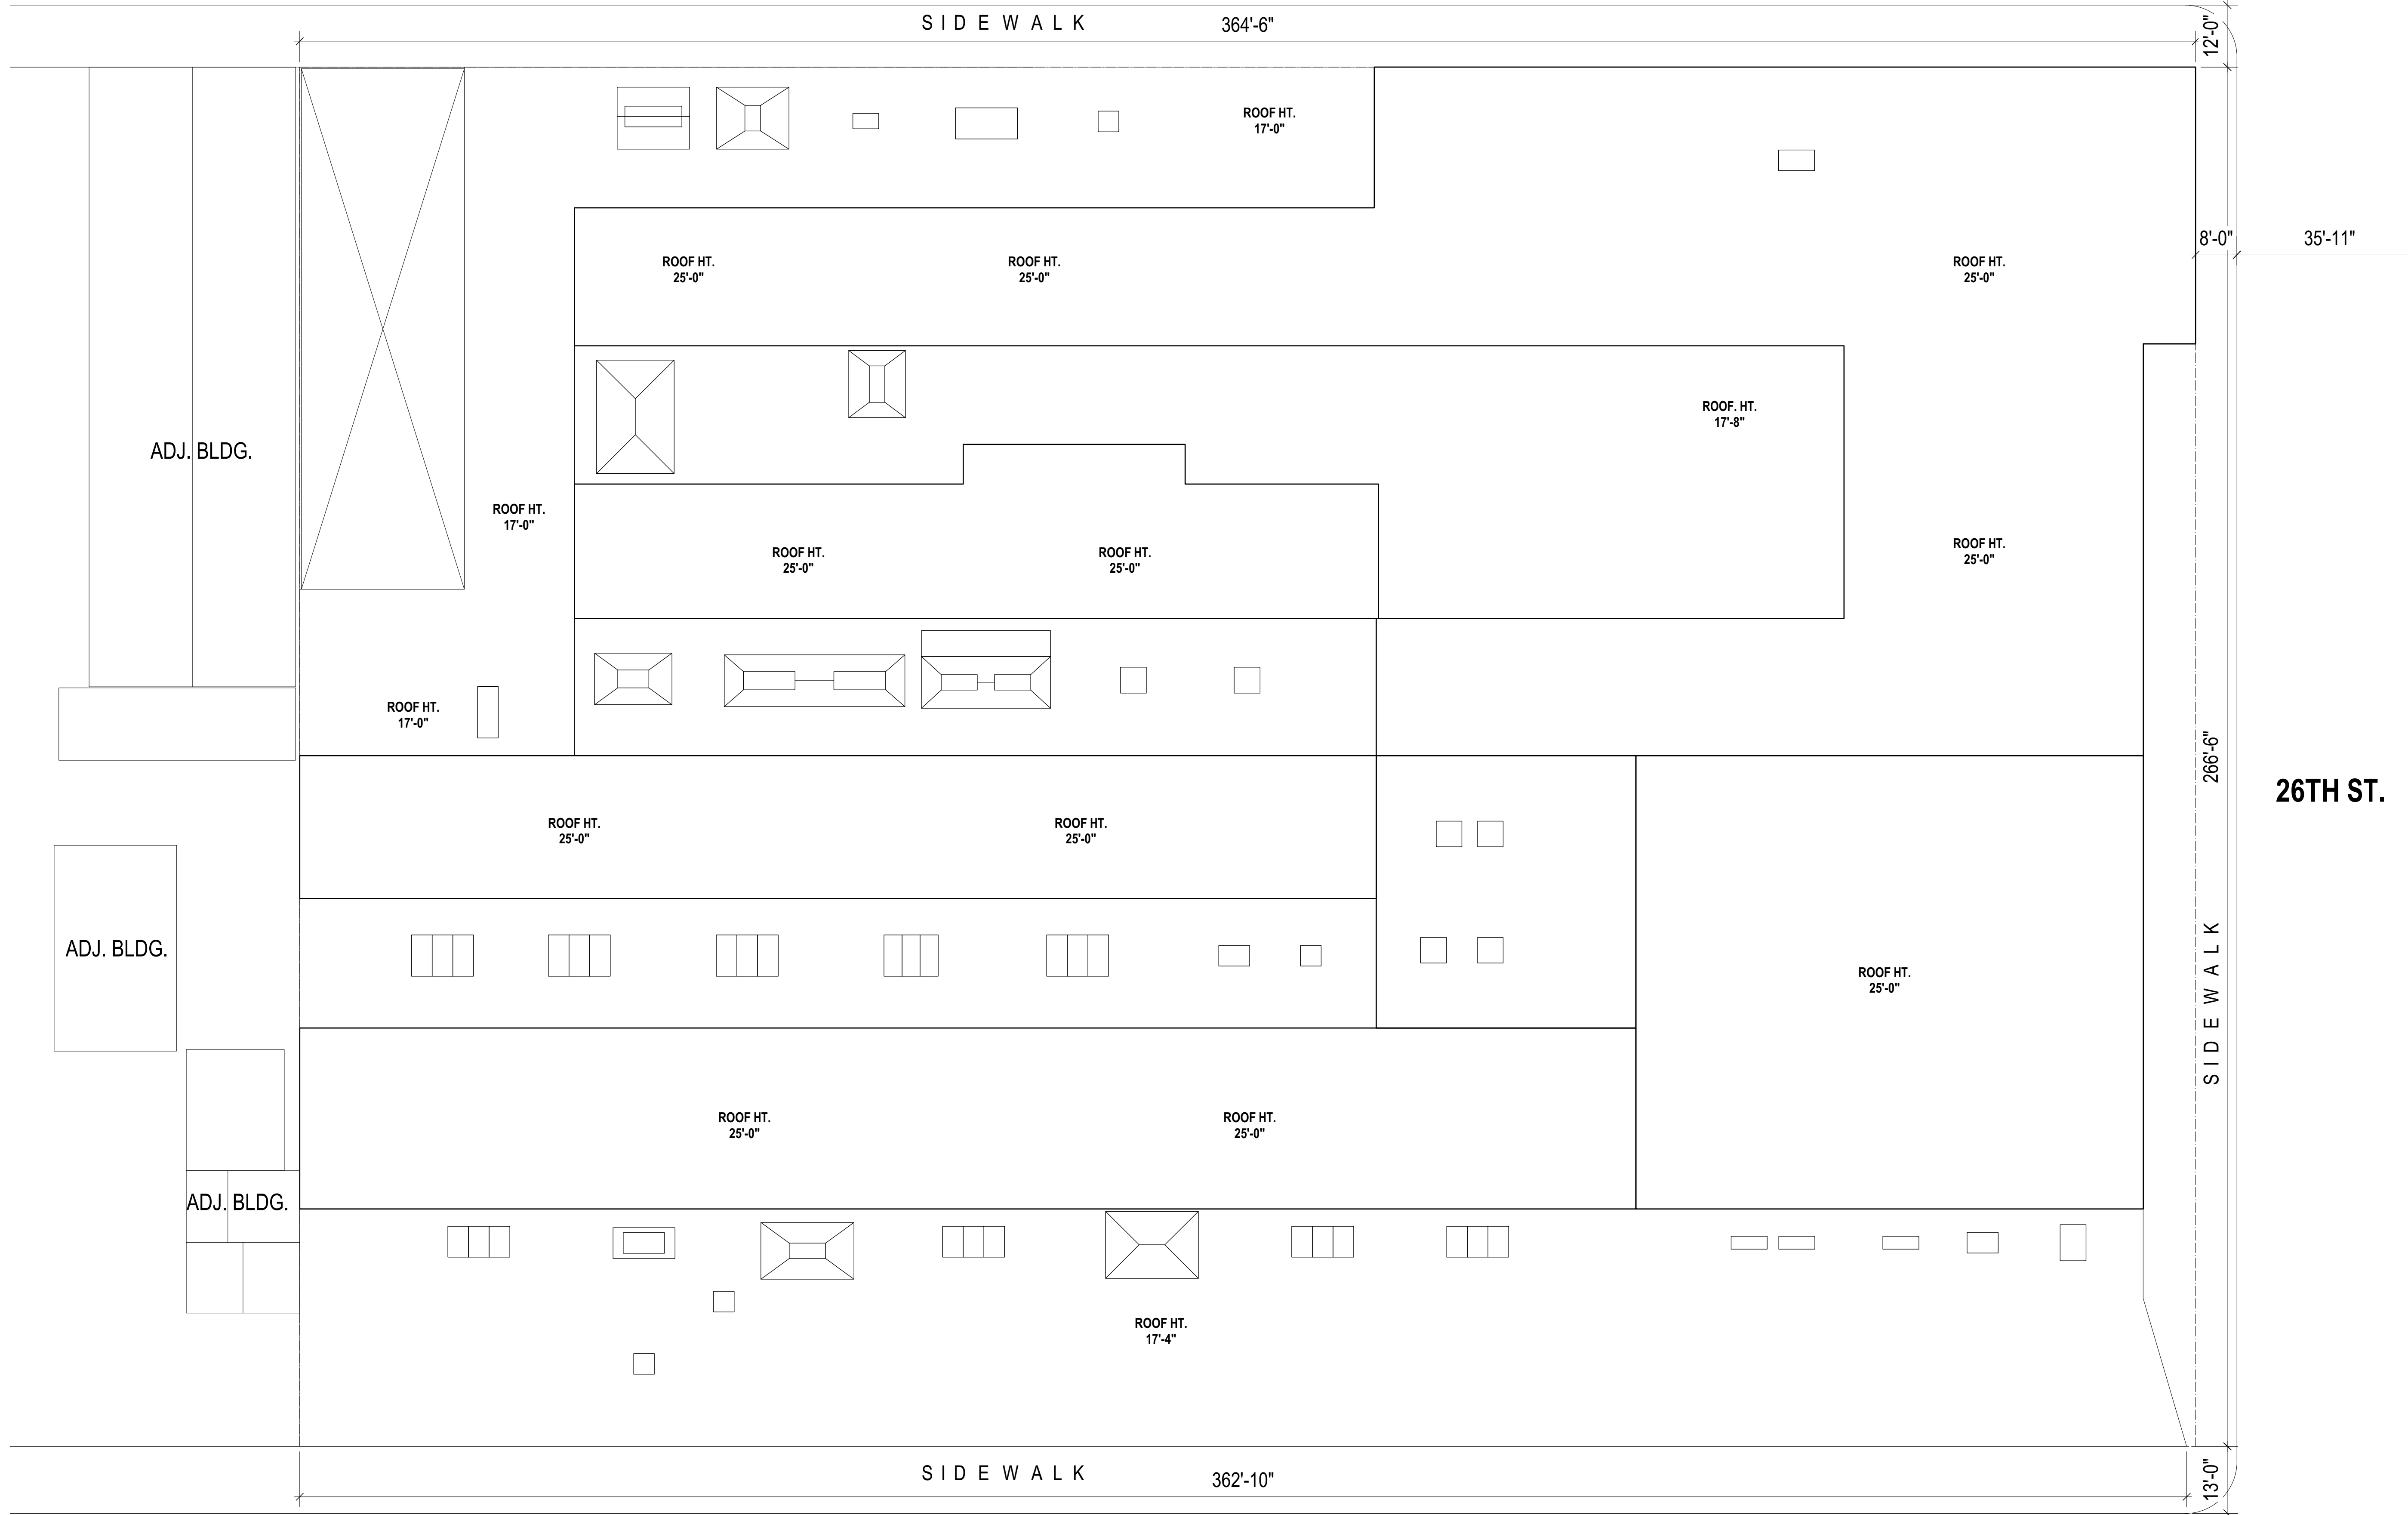 S I D E W A L K
364'-6"
12'-0"
ROOF HT.
17'-0"
8'-0"
35'-11"
ROOF HT.
25'-0"
ROOF HT.
25'-0"
ROOF HT.
25'-0"
ROOF. HT.
17'-8"
ADJ. BLDG.
ROOF HT.
17'-0"
ROOF HT.
25'-0"
ROOF HT.
25'-0"
ROOF HT.
25'-0"
ROOF HT.
17'-0"
266'-6"
26TH ST.
ROOF HT.
25'-0"
ROOF HT.
25'-0"
ADJ. BLDG.
ROOF HT.
25'-0"
S I D E W A L K
ROOF HT.
25'-0"
ROOF HT.
25'-0"
ADJ. BLDG.
ROOF HT.
17'-4"
S I D E W A L K
362'-10"
13'-0"